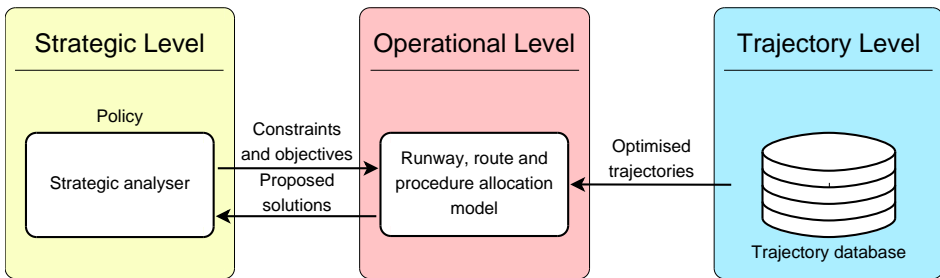 Strategic Level
Policy
Strategic analyser
Constraints
and objectives
Proposed
solutions
Operational Level
Runway, route and
procedure allocation
model
Optimised
trajectories
Trajectory Level
Trajectory database